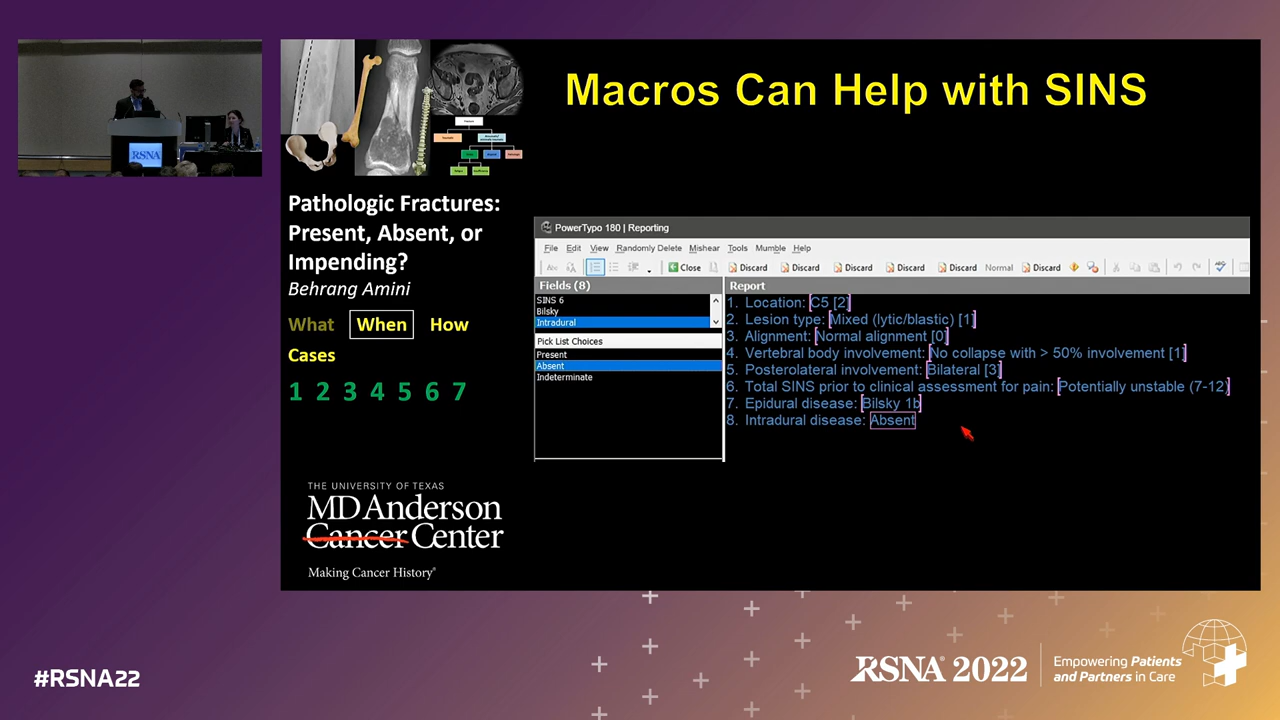 RSNA
Macros Can Help with SINS
Pathologic Fractures:
Present, Absent, or
Impending?
Behrang Amini
What When How
Cases
1 2 3 4 5 6 7
THE UNIVERSITY OF TEXAS
MD Anderson
Cancer Center
Making Cancer History®
PowerTypo 180 | Reporting
File Edit View Randomly Delete Mishear Tools Mumble Help
Abc Close Discard Discard Discard Discard Discard Normal Discard
Fields (8)
SINS 6
Bilsky
Intradural
Pick List Choices
Present
Absent
Indeterminate
Report
1. Location: [C5 [2]]
2. Lesion type: [Mixed (lytic/blastic) [1]]
3. Alignment: [Normal alignment [0]]
4. Vertebral body involvement: [No collapse with > 50% involvement [1]]
5. Posterolateral involvement: [Bilateral [3]]
6. Total SINS prior to clinical assessment for pain: [Potentially unstable (7-12)]
7. Epidural disease: [Bilsky 1b]
8. Intradural disease: Absent
#RSNA22
RSNA® 2022
Empowering Patients
and Partners in Care